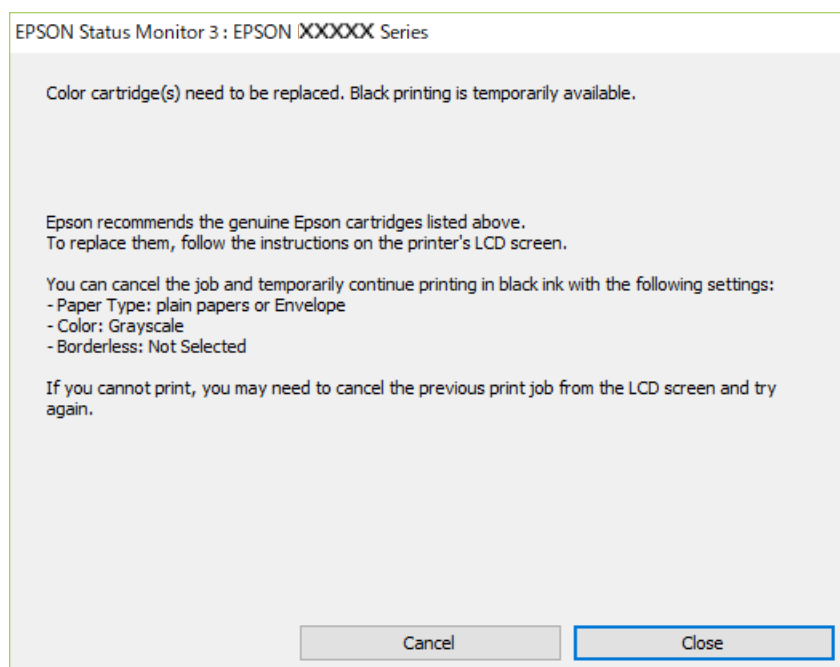 EPSON Status Monitor 3 : EPSON XXXXX Series
Color cartridge(s) need to be replaced. Black printing is temporarily available.
Epson recommends the genuine Epson cartridges listed above.
To replace them, follow the instructions on the printer's LCD screen.
You can cancel the job and temporarily continue printing in black ink with the following settings:
- Paper Type: plain papers or Envelope
- Color: Grayscale
- Borderless: Not Selected
If you cannot print, you may need to cancel the previous print job from the LCD screen and try
again.
Cancel
Close